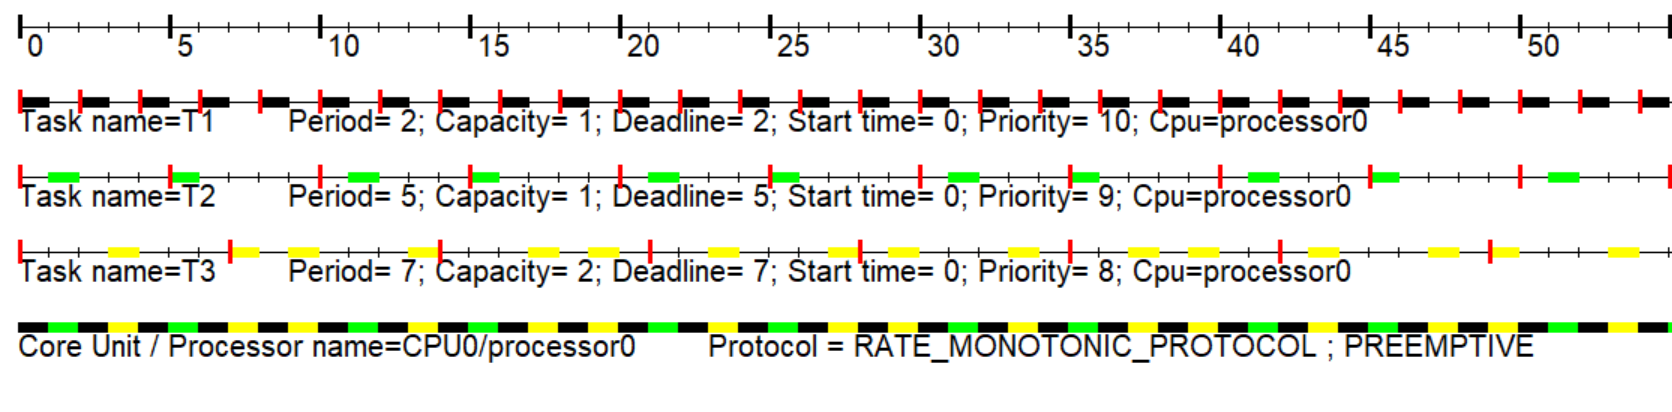 0 5 10 15 20 25 30 35 40 45 50
Task name=T1 Period= 2; Capacity= 1; Deadline= 2; Start time= 0; Priority= 10; Cpu=processor0
Task name=T2 Period= 5; Capacity= 1; Deadline= 5; Start time= 0; Priority= 9; Cpu=processor0
Task name=T3 Period= 7; Capacity= 2; Deadline= 7; Start time= 0; Priority= 8; Cpu=processor0
Core Unit / Processor name=CPU0/processor0 Protocol = RATE_MONOTONIC_PROTOCOL ; PREEMPTIVE